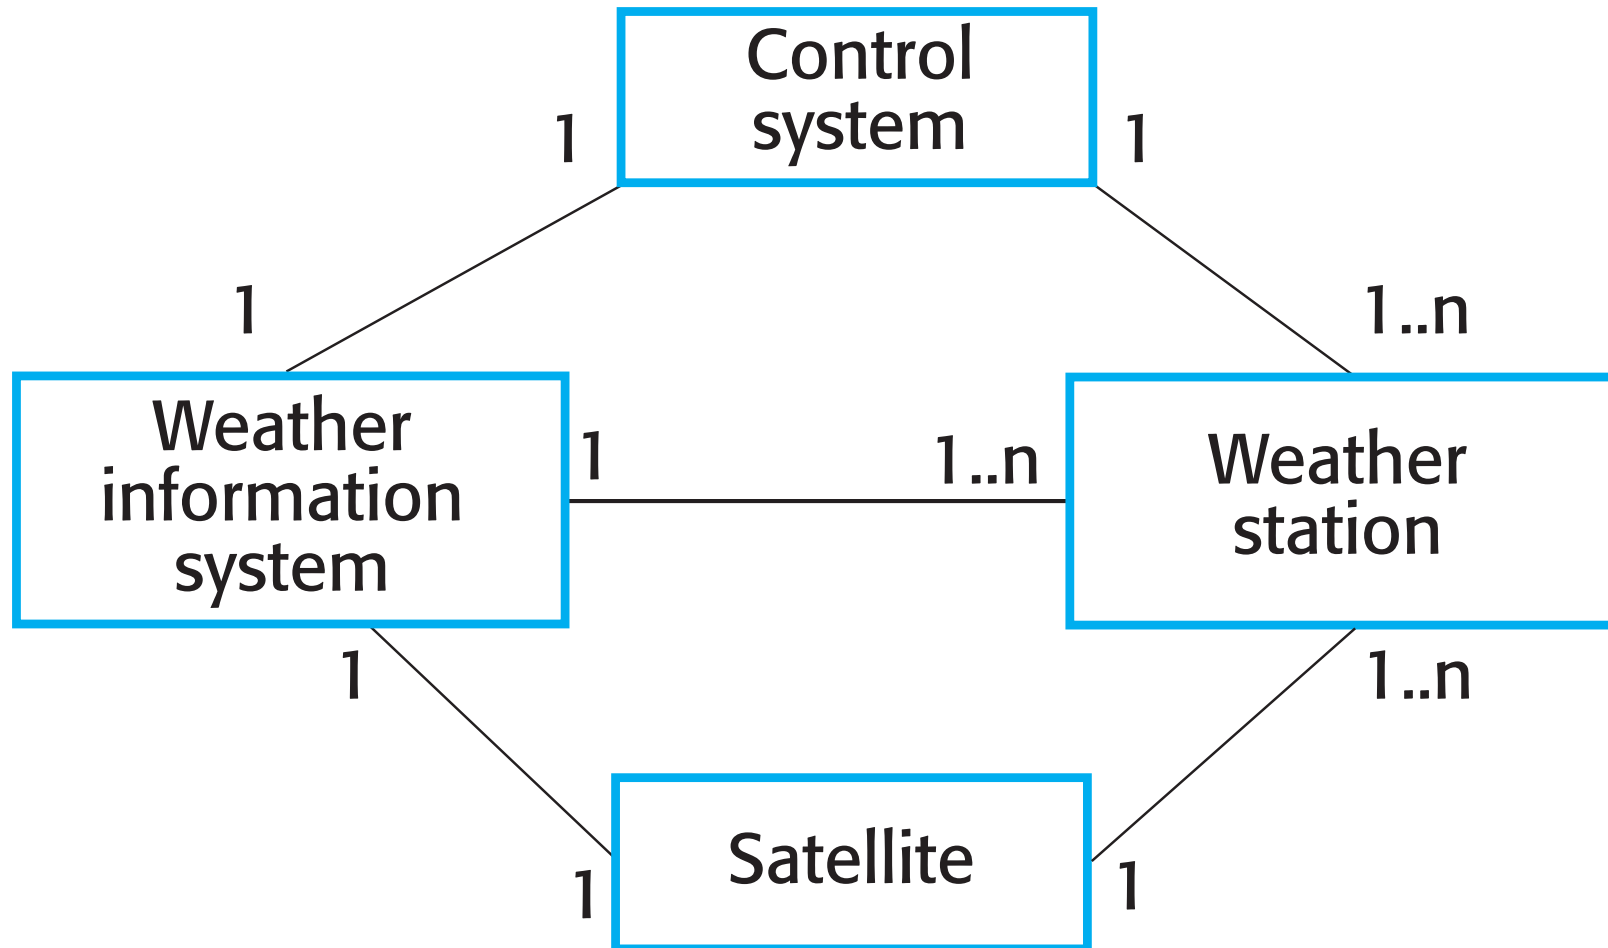 Control
system
1
1
1
1..n
Weather
information
system
1
1..n
Weather
station
1
1..n
Satellite
1
1